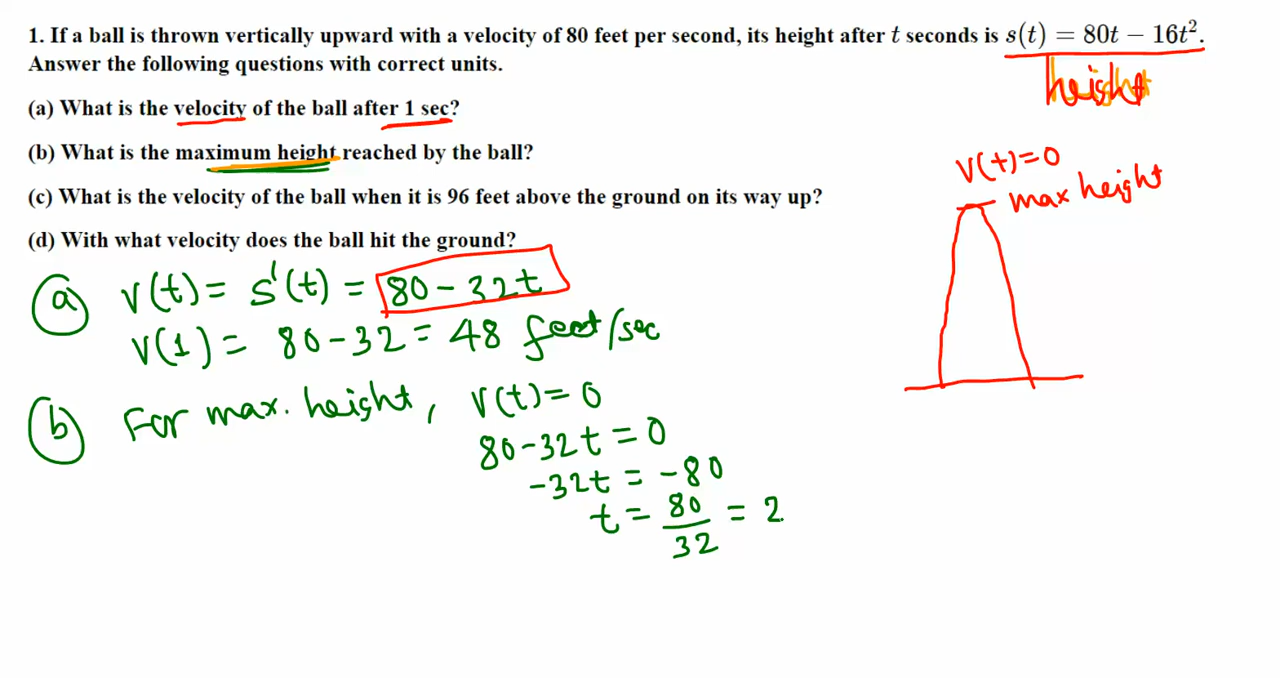 1. If a ball is thrown vertically upward with a velocity of 80 feet per second, its height after t seconds is s(t) = 80t − 16t².
Answer the following questions with correct units.
height
(a) What is the velocity of the ball after 1 sec?
(b) What is the maximum height reached by the ball?
(c) What is the velocity of the ball when it is 96 feet above the ground on its way up?
(d) With what velocity does the ball hit the ground?
v(t)=0
max height
(a) v(t) = s'(t) = 80 − 32t
v(1) = 80 − 32 = 48 feet/sec
(b) For max. height, v(t) = 0
80 − 32t = 0
−32t = −80
t = 80/32 = 2.